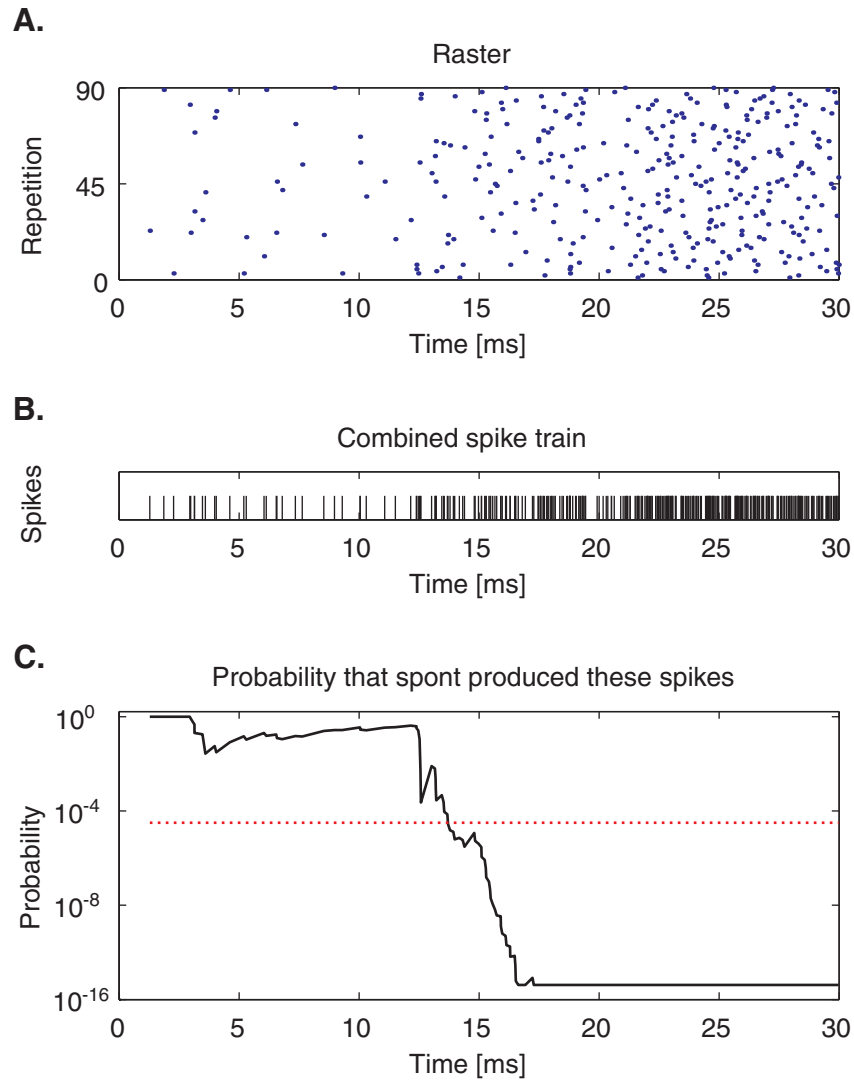 A.
Raster
Repetition
90
45
0
0 5 10 15 20 25 30
Time [ms]
B.
Combined spike train
Spikes
0 5 10 15 20 25 30
Time [ms]
C.
Probability that spont produced these spikes
Probability
10^0
10^-4
10^-8
10^-16
0 5 10 15 20 25 30
Time [ms]